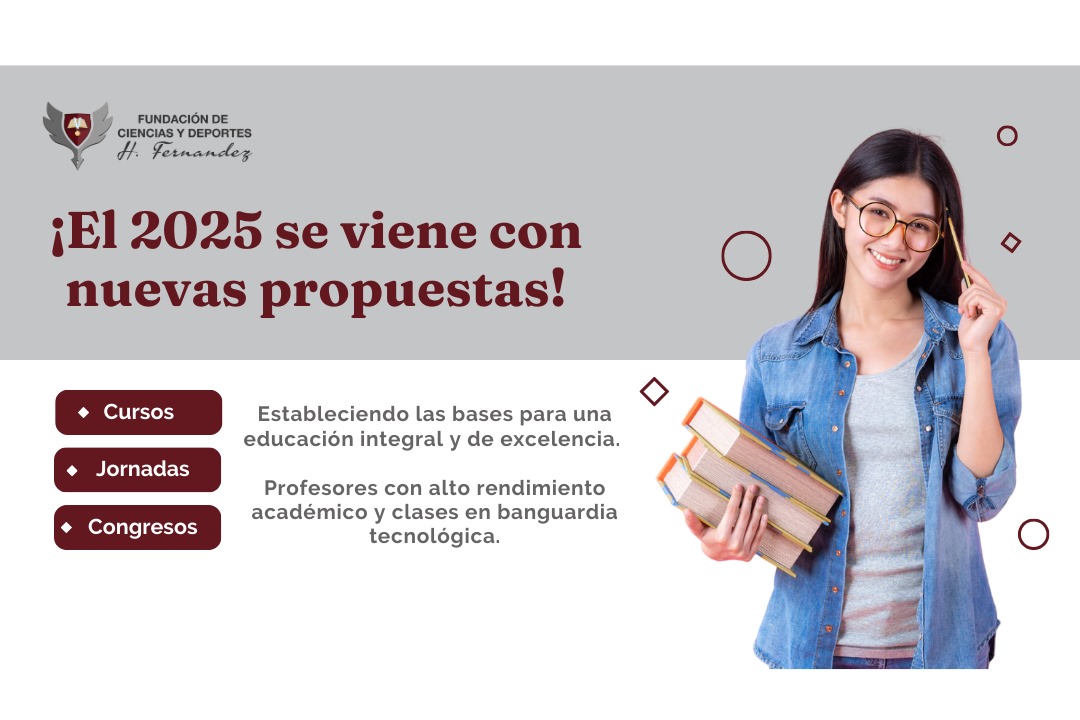 FUNDACIÓN DE
CIENCIAS Y DEPORTES
H. Fernandez
¡El 2025 se viene con
nuevas propuestas!
Cursos
Jornadas
Congresos
Estableciendo las bases para una
educación integral y de excelencia.
Profesores con alto rendimiento
académico y clases en banguardia
tecnológica.